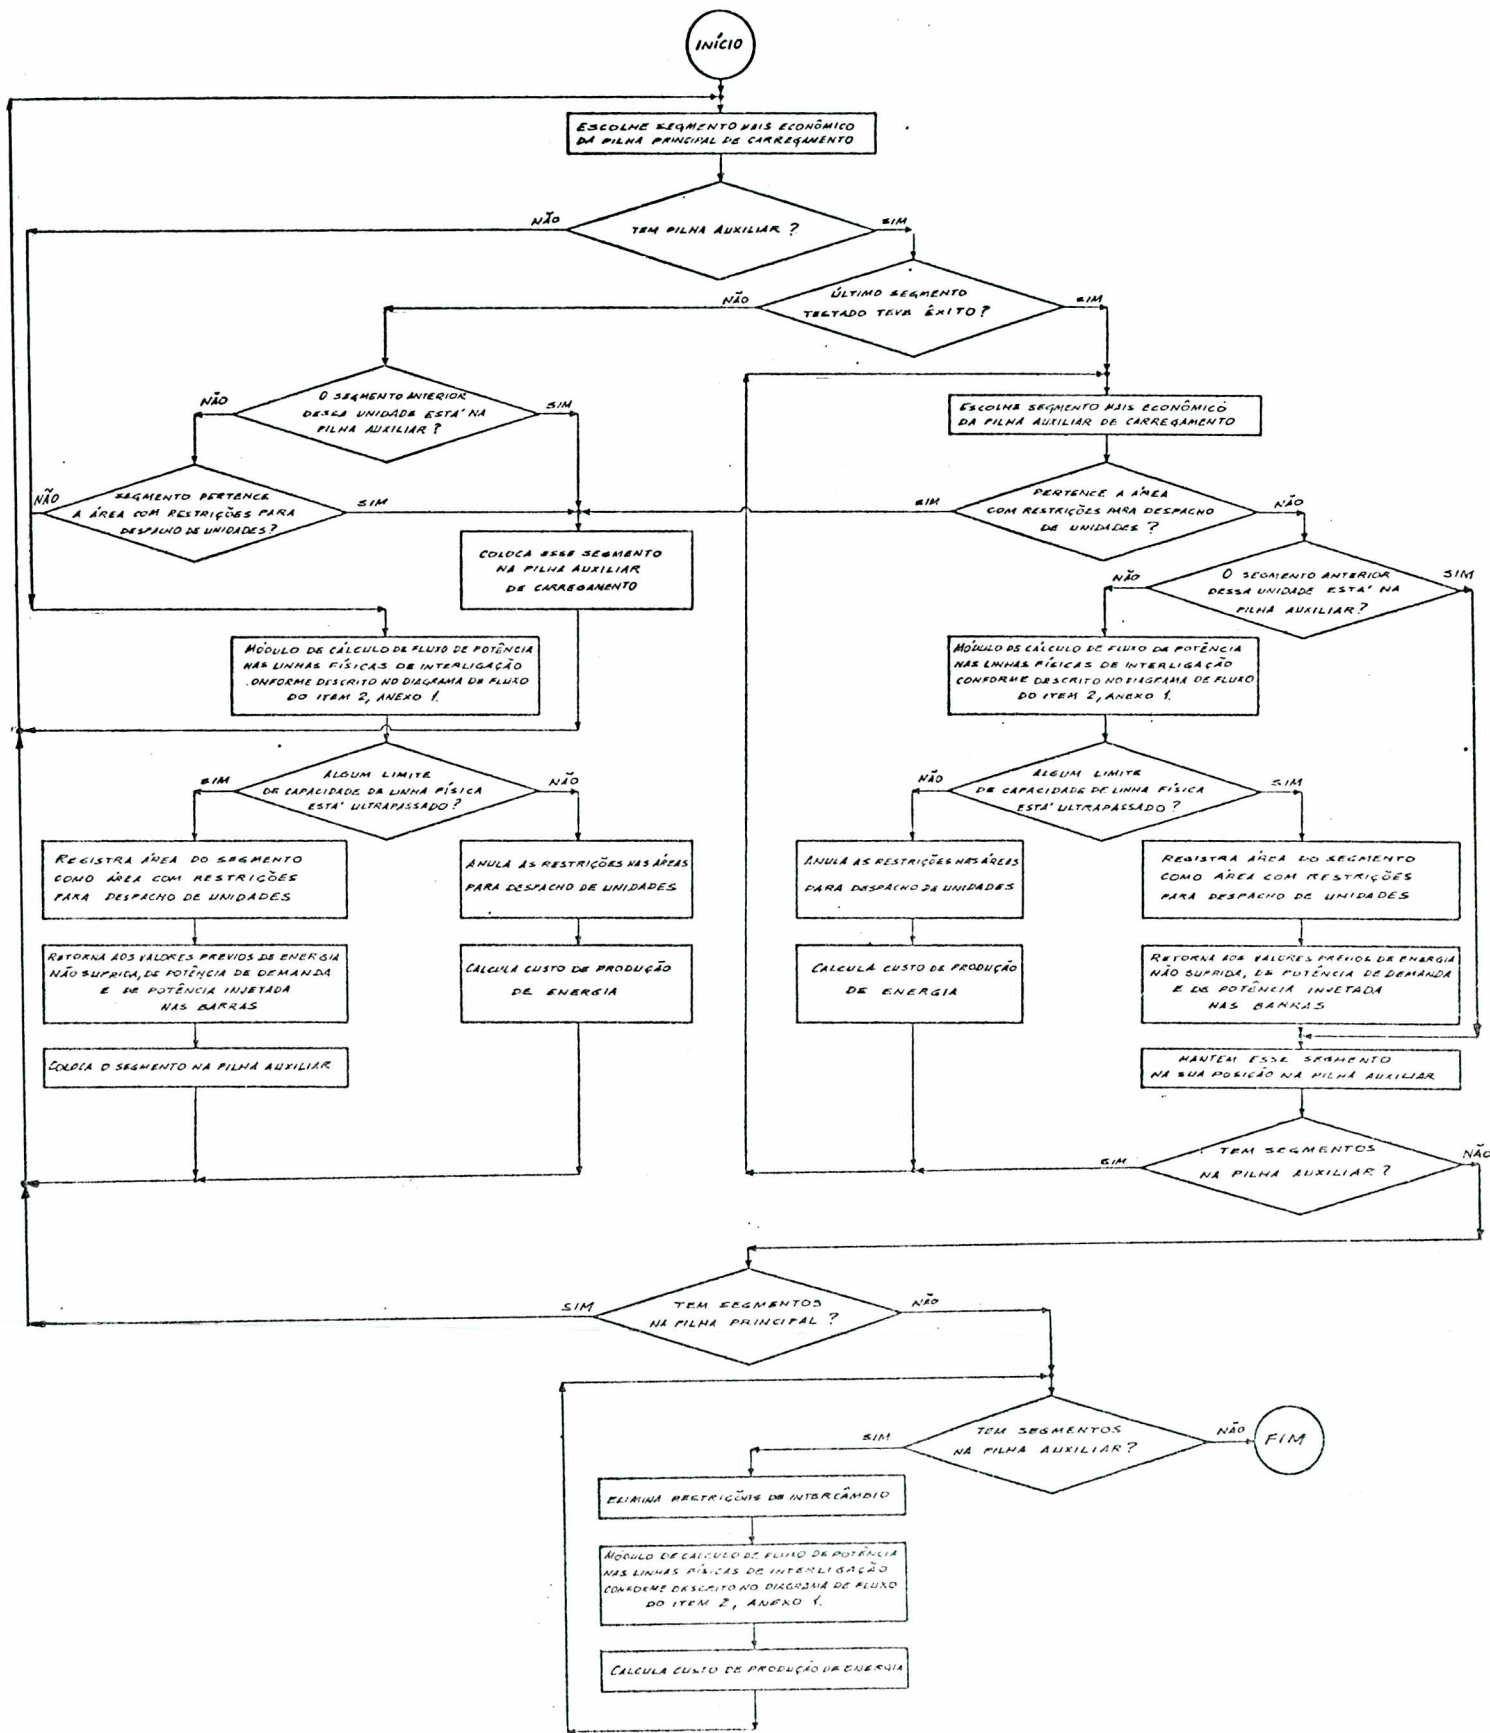 INÍCIO
ESCOLHE SEGMENTO MAIS ECONÔMICO
DA PILHA PRINCIPAL DE CARREGAMENTO
TEM PILHA AUXILIAR ?
NÃO
SIM
ÚLTIMO SEGMENTO
TESTADO TEVE ÊXITO?
NÃO
SIM
O SEGMENTO ANTERIOR
DESSA UNIDADE ESTÁ NA
PILHA AUXILIAR ?
NÃO
SIM
ESCOLHE SEGMENTO MAIS ECONÔMICO
DA PILHA AUXILIAR DE CARREGAMENTO
SEGMENTO PERTENCE
A ÁREA COM RESTRIÇÕES PARA
DESPACHO DE UNIDADES?
NÃO
SIM
PERTENCE A ÁREA
COM RESTRIÇÕES PARA DESPACHO
DE UNIDADES ?
SIM
NÃO
COLOCA ESSE SEGMENTO
NA PILHA AUXILIAR
DE CARREGAMENTO
O SEGMENTO ANTERIOR
DESSA UNIDADE ESTÁ NA
PILHA AUXILIAR?
NÃO
SIM
MÓDULO DE CÁLCULO DE FLUXO DE POTÊNCIA
NAS LINHAS FÍSICAS DE INTERLIGAÇÃO
.ONFORME DESCRITO NO DIAGRAMA DE FLUXO
DO ITEM 2, ANEXO 1.
MÓDULO DE CÁLCULO DE FLUXO DE POTÊNCIA
NAS LINHAS FÍSICAS DE INTERLIGAÇÃO
CONFORME DESCRITO NO DIAGRAMA DE FLUXO
DO ITEM 2, ANEXO 1.
ALGUM LIMITE
DE CAPACIDADE DA LINHA FÍSICA
ESTÁ ULTRAPASSADO?
SIM
NÃO
ALGUM LIMITE
DE CAPACIDADE DE LINHA FÍSICA
ESTÁ ULTRAPASSADO?
NÃO
SIM
REGISTRA ÁREA DO SEGMENTO
COMO ÁREA COM RESTRIÇÕES
PARA DESPACHO DE UNIDADES
ANULA AS RESTRIÇÕES NAS ÁREAS
PARA DESPACHO DE UNIDADES
ANULA AS RESTRIÇÕES NAS ÁREAS
PARA DESPACHO DE UNIDADES
REGISTRA ÁREA DO SEGMENTO
COMO ÁREA COM RESTRIÇÕES
PARA DESPACHO DE UNIDADES
RETORNA AOS VALORES PRÉVIOS DE ENERGIA
NÃO SUPRIDA, DE POTÊNCIA DE DEMANDA
E DE POTÊNCIA INJETADA
NAS BARRAS
CALCULA CUSTO DE PRODUÇÃO
DE ENERGIA
CALCULA CUSTO DE PRODUÇÃO
DE ENERGIA
RETORNA AOS VALORES PRÉVIOS DE ENERGIA
NÃO SUPRIDA, DE POTÊNCIA DE DEMANDA
E DE POTÊNCIA INJETADA
NAS BARRAS
COLOCA O SEGMENTO NA PILHA AUXILIAR
MANTEM ESSE SEGMENTO
NA SUA POSIÇÃO NA PILHA AUXILIAR
TEM SEGMENTOS
NA PILHA AUXILIAR ?
SIM
NÃO
TEM SEGMENTOS
NA PILHA PRINCIPAL ?
SIM
NÃO
TEM SEGMENTOS
NA PILHA AUXILIAR?
SIM
NÃO
FIM
ELIMINA RESTRIÇÕES DE INTERCÂMBIO
MÓDULO DE CÁLCULO DE FLUXO DE POTÊNCIA
NAS LINHAS FÍSICAS DE INTERLIGAÇÃO
CONFORME DESCRITO NO DIAGRAMA DE FLUXO
DO ITEM 2, ANEXO 1.
CALCULA CUSTO DE PRODUÇÃO DE ENERGIA